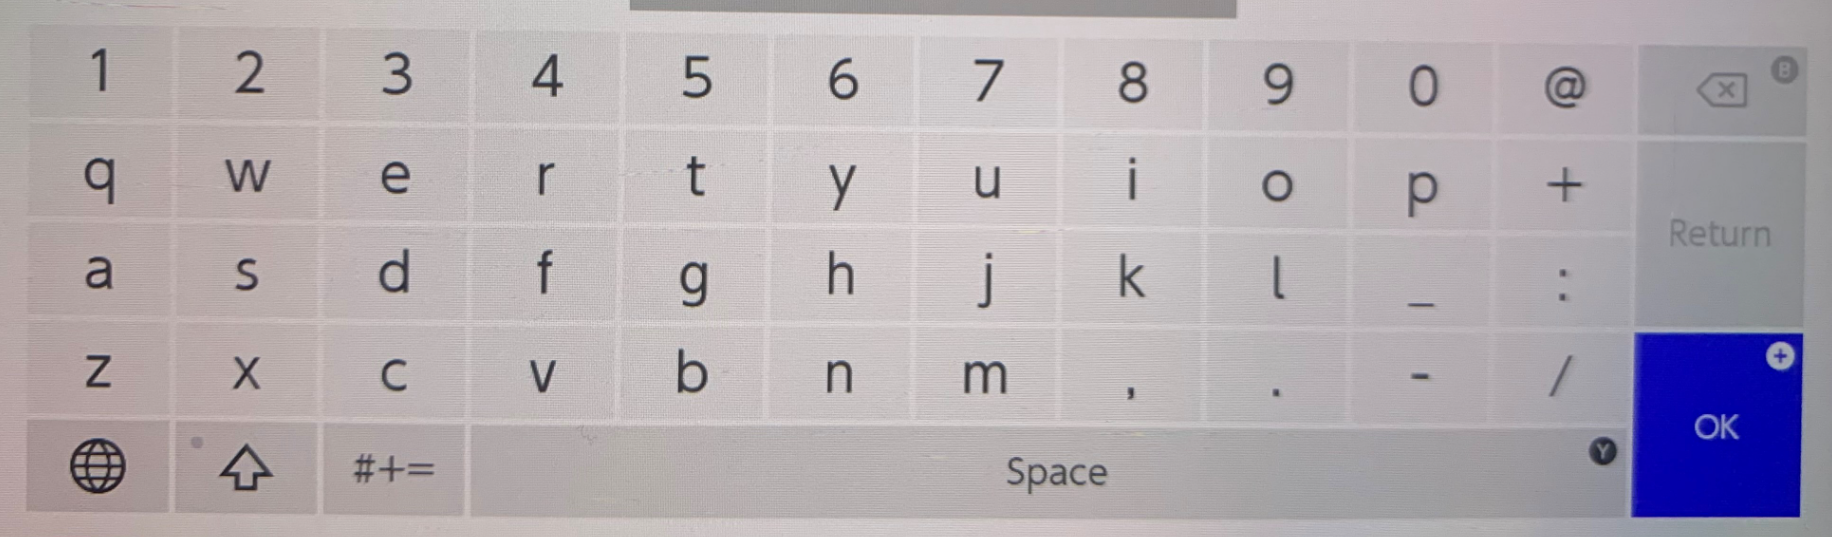 1 2 3 4 5 6 7 8 9 0 @ B
q w e r t y u i o p + Return
a s d f g h j k l _ :
z x c v b n m , . - / + OK
#+= Space Y